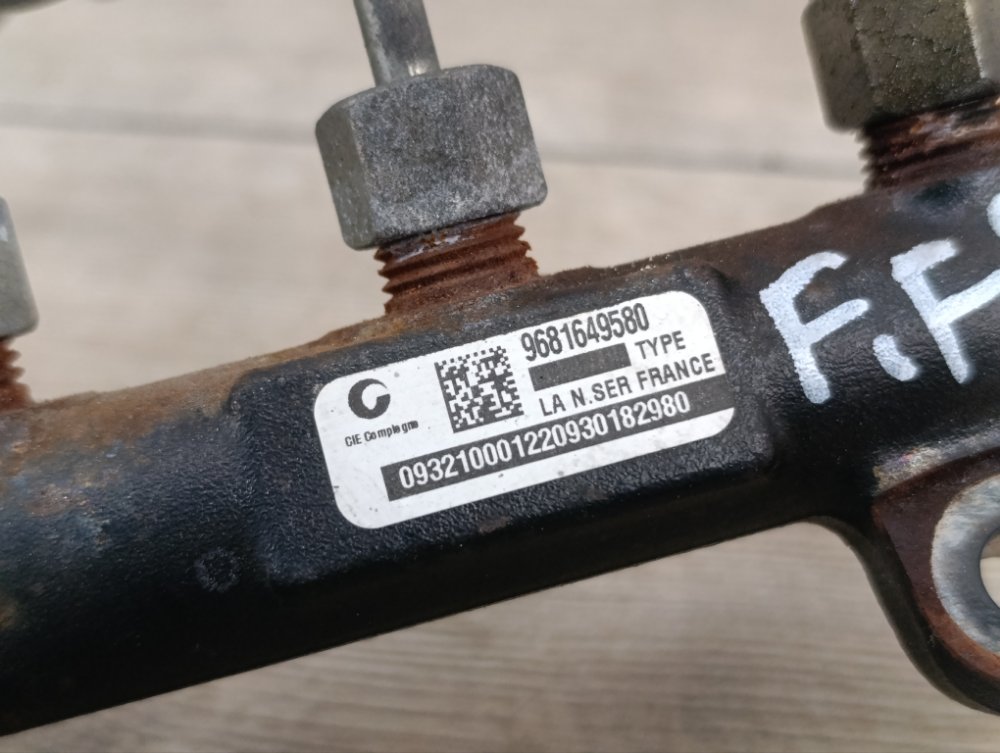 9681649580
TYPE
LA N.SER FRANCE
CIE Compiegne
093210001220930182980
F.F